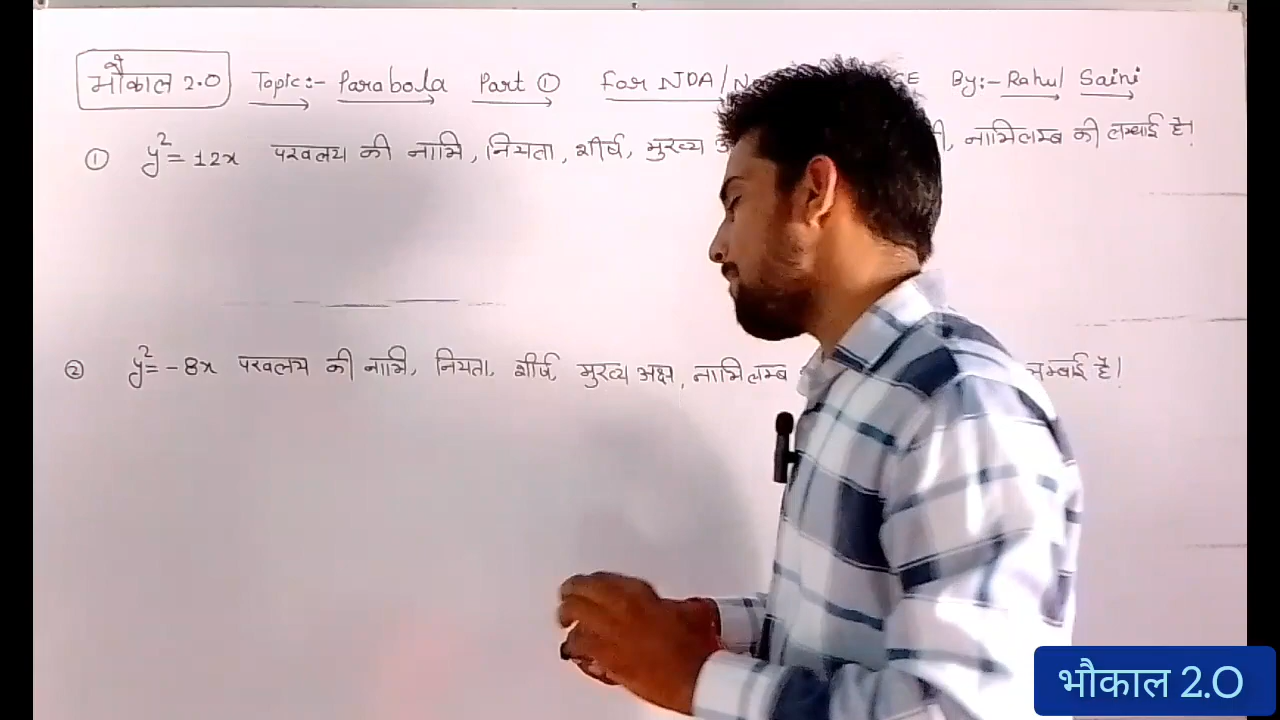 भौकाल 2.0 Topic:- Parabola Part ① for NDA/ By:- Rahul Saini
① y²= 12x परवलय की नाभि, नियता, शीर्ष, मुख्य नाभिलम्ब की लम्बाई है।
② y²= -8x परवलय की नाभि, नियता, शीर्ष, मुख्य अक्ष, नाभिलम्ब लम्बाई है।
भौकाल 2.0